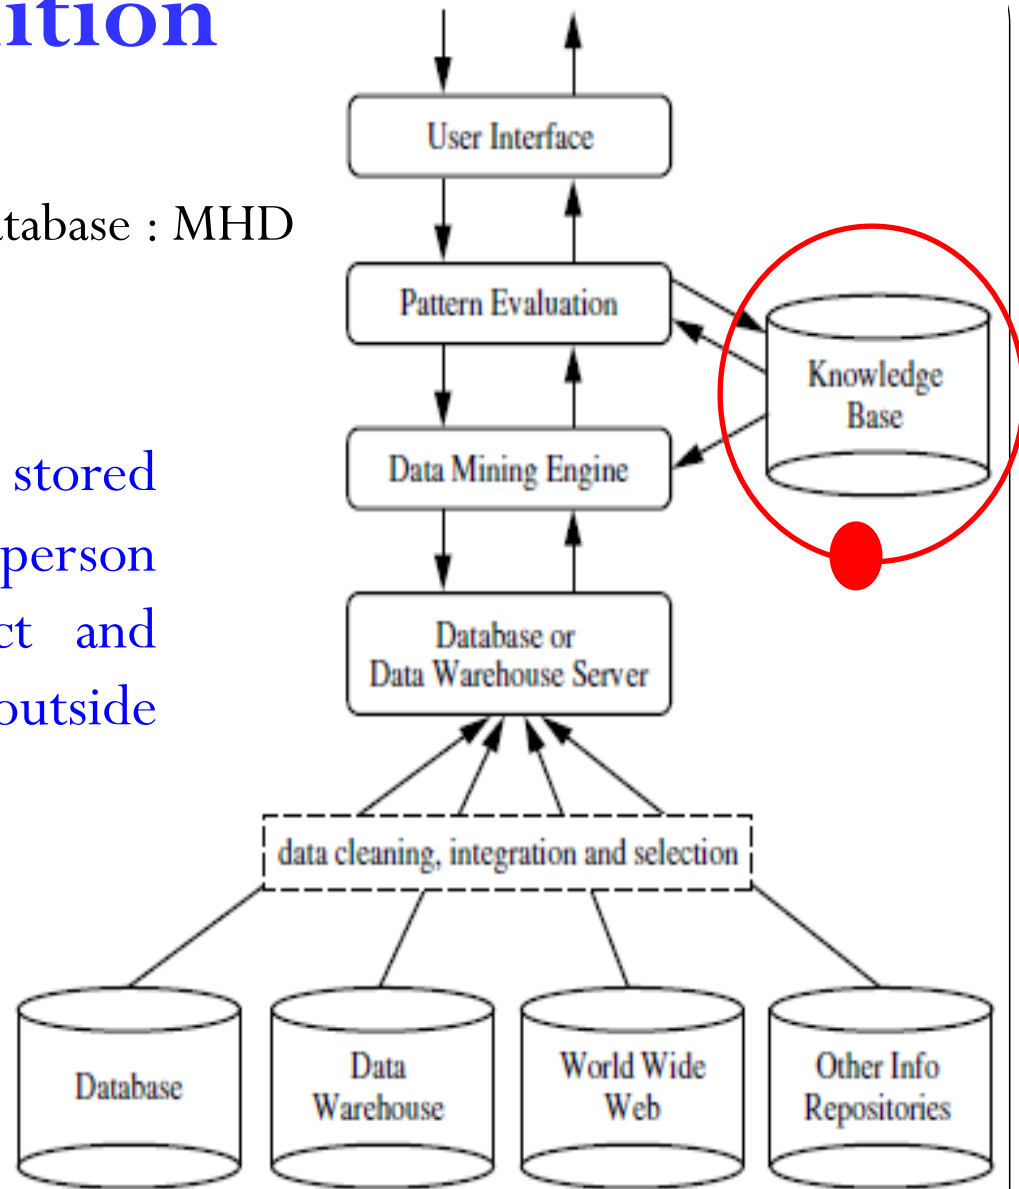 ition
User Interface
atabase : MHD
Pattern Evaluation
Knowledge
Base
stored
Data Mining Engine
person
ct and
Database or
Data Warehouse Server
outside
data cleaning, integration and selection
Database
Data
Warehouse
World Wide
Web
Other Info
Repositories